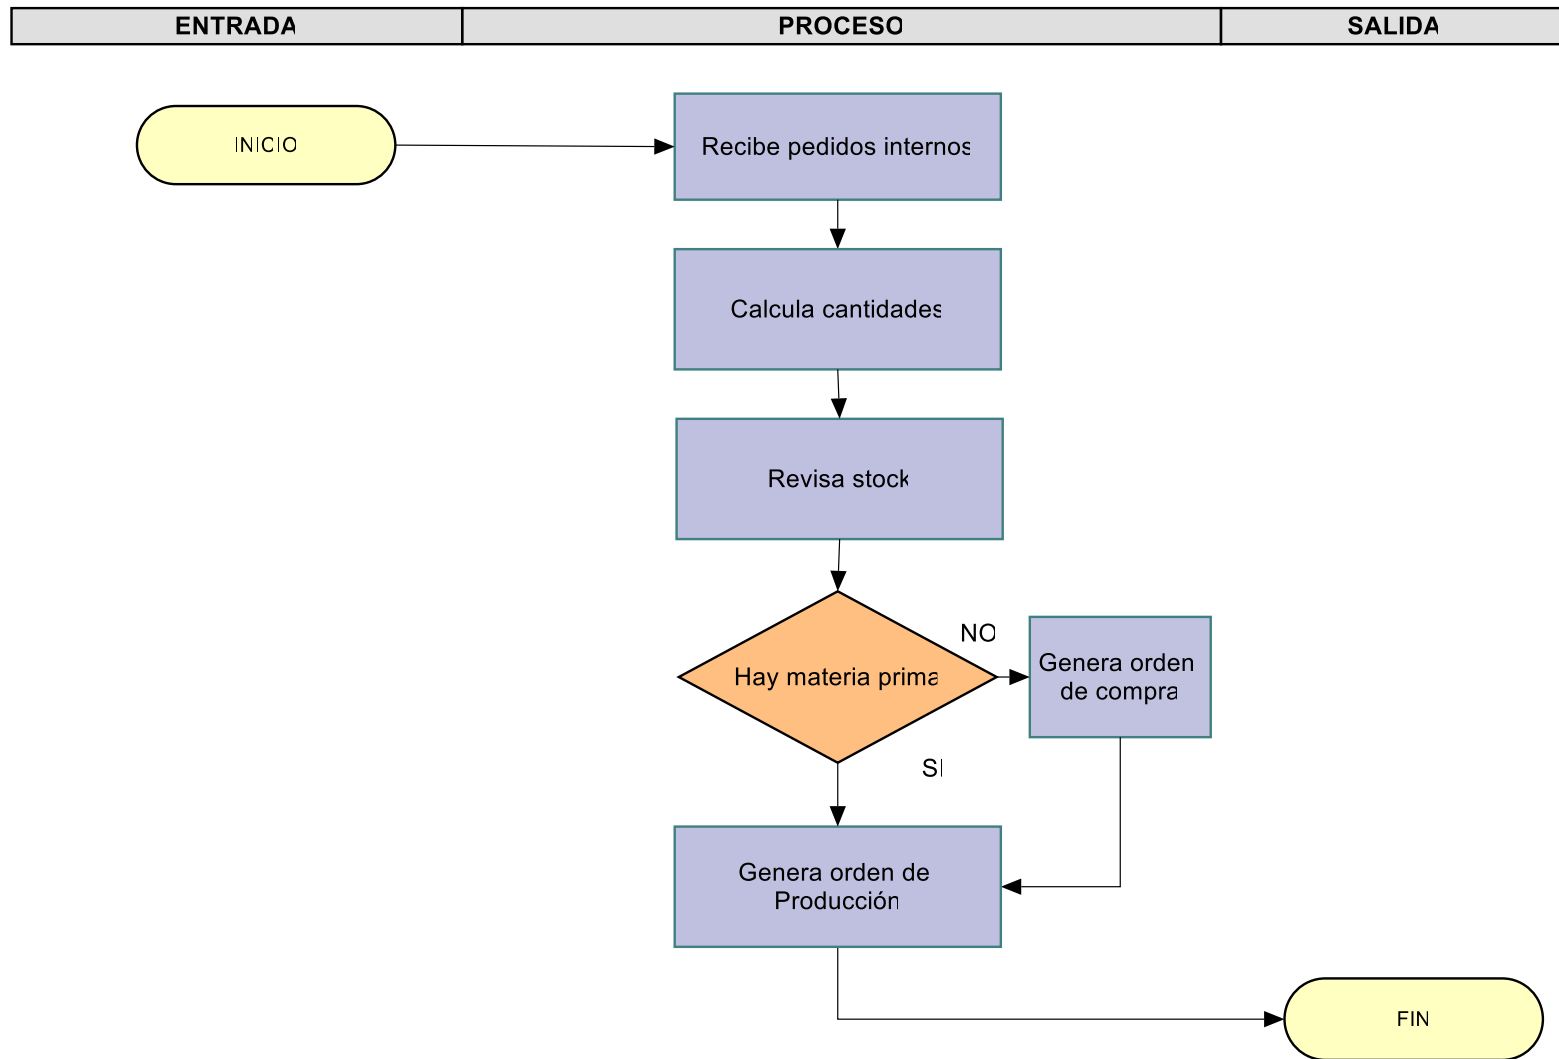 ENTRADA
PROCESO
SALIDA
INICIO
Recibe pedidos internos
Calcula cantidades
Revisa stock
Hay materia prima
NO
Genera orden
de compra
SI
Genera orden de
Producción
FIN